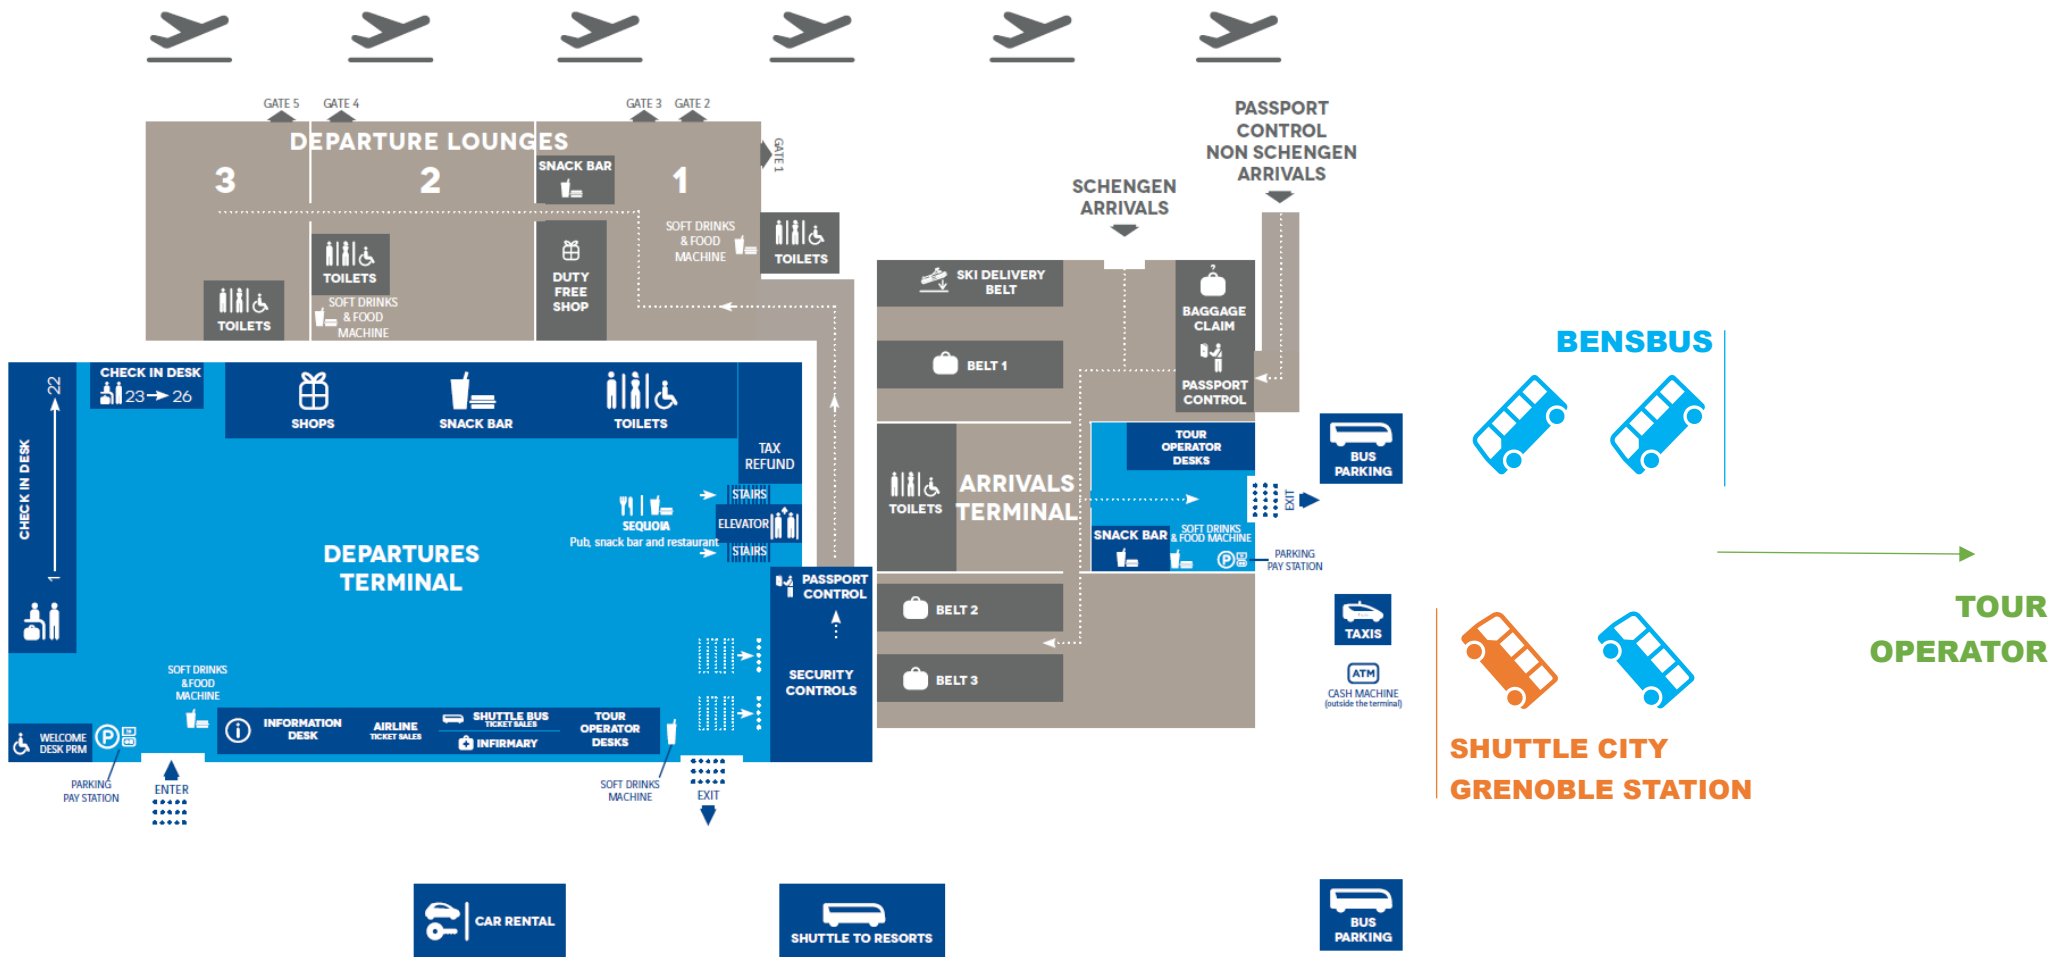 GATE 5
GATE 4
GATE 3
GATE 2
GATE 1
DEPARTURE LOUNGES
3
2
1
SNACK BAR
SOFT DRINKS
& FOOD
MACHINE
TOILETS
TOILETS
SOFT DRINKS
& FOOD
MACHINE
TOILETS
DUTY
FREE
SHOP
PASSPORT
CONTROL
NON SCHENGEN
ARRIVALS
SCHENGEN
ARRIVALS
SKI DELIVERY
BELT
BAGGAGE
CLAIM
PASSPORT
CONTROL
BELT 1
TOILETS
ARRIVALS
TERMINAL
TOUR
OPERATOR
DESKS
EXIT
SNACK BAR
SOFT DRINKS
& FOOD MACHINE
P
PARKING
PAY STATION
BELT 2
BELT 3
BUS
PARKING
TAXIS
ATM
CASH MACHINE
(outside the terminal)
BENSBUS
TOUR
OPERATOR
SHUTTLE CITY
GRENOBLE STATION
CHECK IN DESK
1
22
CHECK IN DESK
23 → 26
SHOPS
SNACK BAR
TOILETS
TAX
REFUND
STAIRS
ELEVATOR
STAIRS
SEQUOIA
Pub, snack bar and restaurant
DEPARTURES
TERMINAL
PASSPORT
CONTROL
SECURITY
CONTROLS
SOFT DRINKS
&FOOD
MACHINE
WELCOME
DESK PRM
P
PARKING
PAY STATION
ENTER
INFORMATION
DESK
AIRLINE
TICKET SALES
SHUTTLE BUS
TICKET SALES
INFIRMARY
TOUR
OPERATOR
DESKS
SOFT DRINKS
MACHINE
EXIT
CAR RENTAL
SHUTTLE TO RESORTS
BUS
PARKING